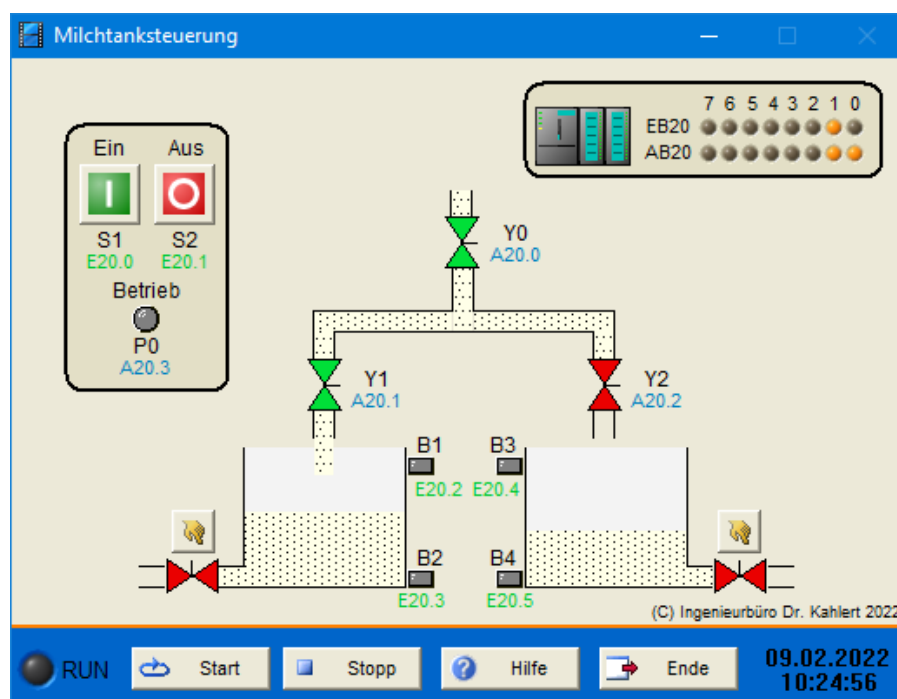 Milchtanksteuerung
7 6 5 4 3 2 1 0
EB20
AB20
Ein Aus
S1 S2
E20.0 E20.1
Betrieb
P0
A20.3
Y0
A20.0
Y1
A20.1
Y2
A20.2
B1 B3
E20.2 E20.4
B2 B4
E20.3 E20.5
(C) Ingenieurbüro Dr. Kahlert 2022
RUN Start Stopp Hilfe Ende
09.02.2022
10:24:56